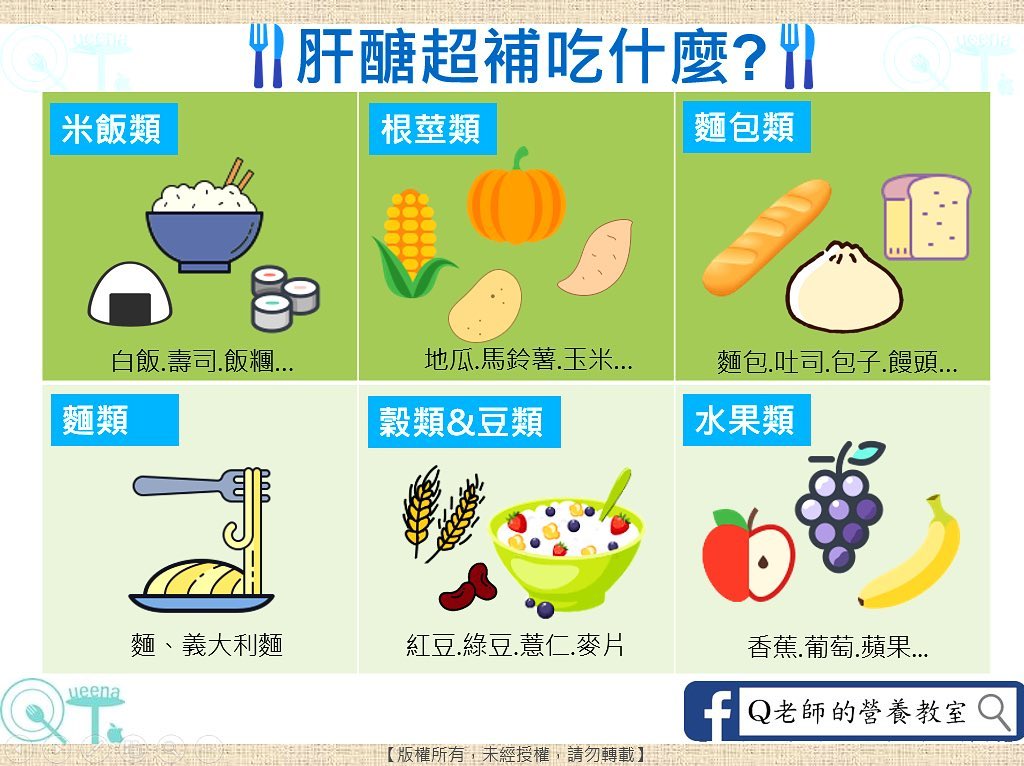 肝醣超補吃什麼?
米飯類
根莖類
麵包類
白飯.壽司.飯糰...
地瓜.馬鈴薯.玉米...
麵包.吐司.包子.饅頭...
麵類
穀類&豆類
水果類
麵、義大利麵
紅豆.綠豆.薏仁.麥片
香蕉.葡萄.蘋果...
ueena
Q老師的營養教室
【版權所有，未經授權，請勿轉載】